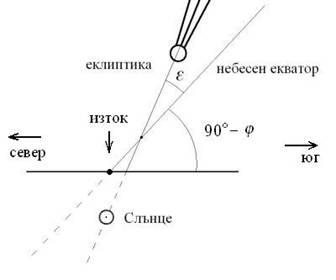 еклиптика
ε
небесен екватор
изток
север
90° – φ
юг
Слънце